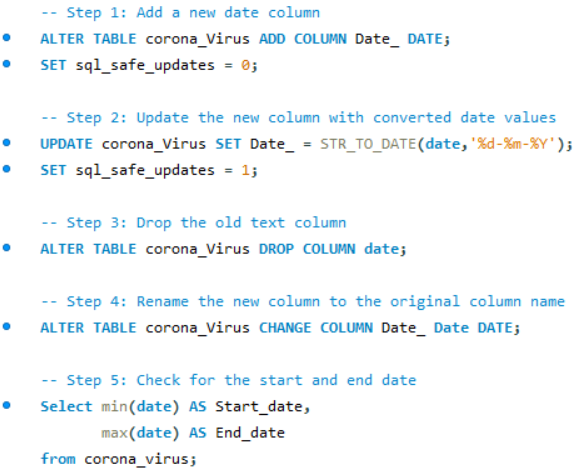 -- Step 1: Add a new date column
ALTER TABLE corona_Virus ADD COLUMN Date_ DATE;
SET sql_safe_updates = 0;
-- Step 2: Update the new column with converted date values
UPDATE corona_Virus SET Date_ = STR_TO_DATE(date,'%d-%m-%Y');
SET sql_safe_updates = 1;
-- Step 3: Drop the old text column
ALTER TABLE corona_Virus DROP COLUMN date;
-- Step 4: Rename the new column to the original column name
ALTER TABLE corona_Virus CHANGE COLUMN Date_ Date DATE;
-- Step 5: Check for the start and end date
Select min(date) AS Start_date,
max(date) AS End_date
from corona_virus;